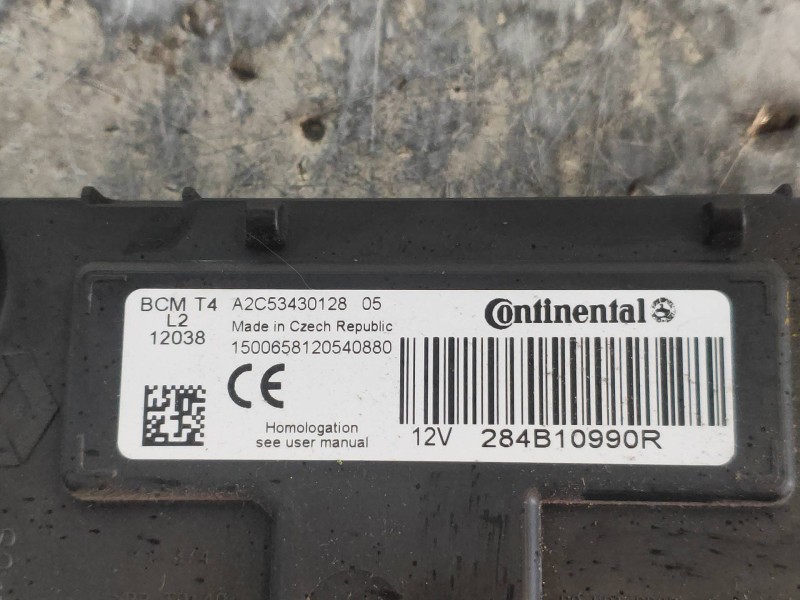 BCM T4
L2
12038
A2C53430128 05
Made in Czech Republic
1500658120540880
CE
Homologation
see user manual
Continental
12V 284B10990R